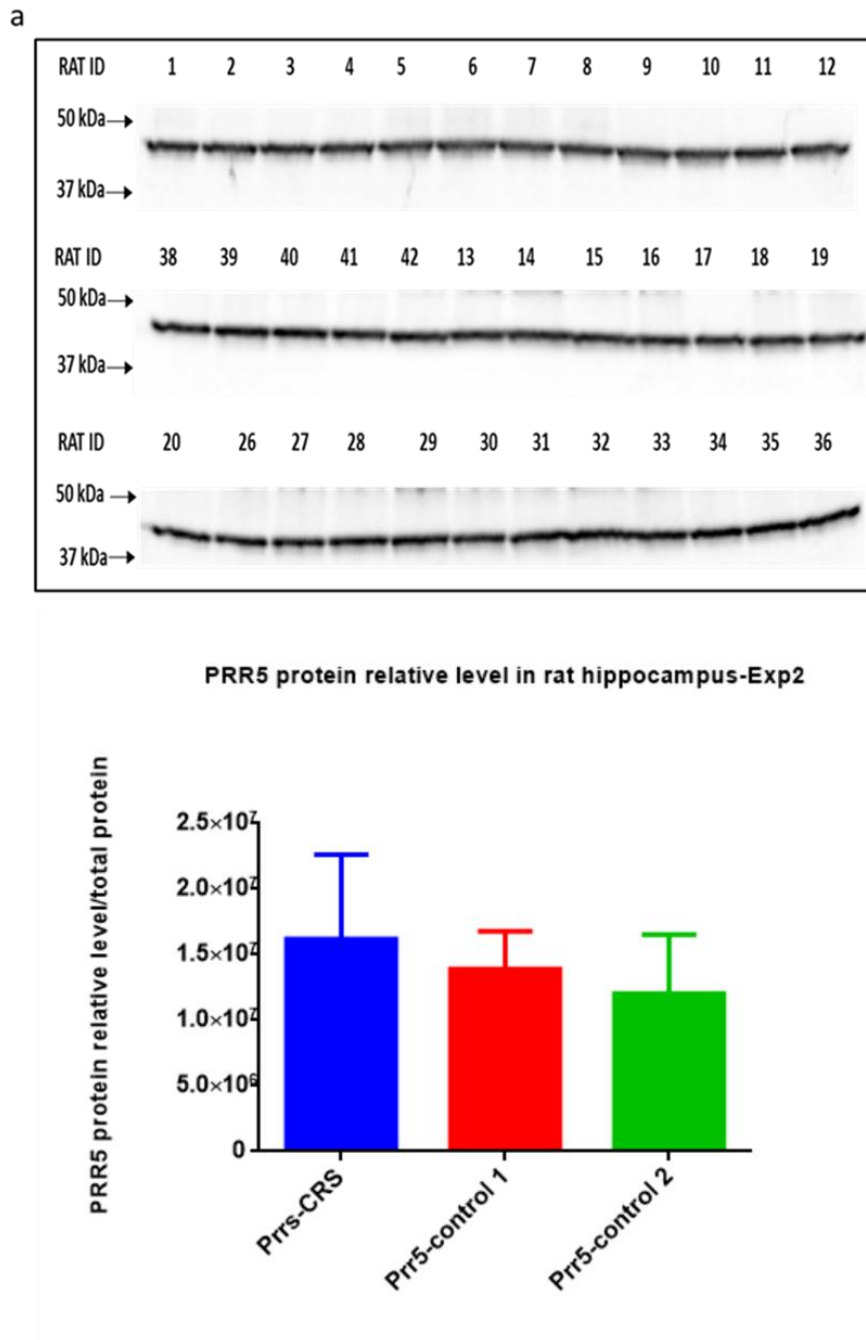 a
RAT ID 1 2 3 4 5 6 7 8 9 10 11 12
50 kDa
37 kDa
RAT ID 38 39 40 41 42 13 14 15 16 17 18 19
50 kDa
37 kDa
RAT ID 20 26 27 28 29 30 31 32 33 34 35 36
50 kDa
37 kDa
PRR5 protein relative level in rat hippocampus-Exp2
PRR5 protein relative level/total protein
2.5×10⁷
2.0×10⁷
1.5×10⁷
1.0×10⁷
5.0×10⁶
0
Prrs-CRS
Prr5-control 1
Prr5-control 2